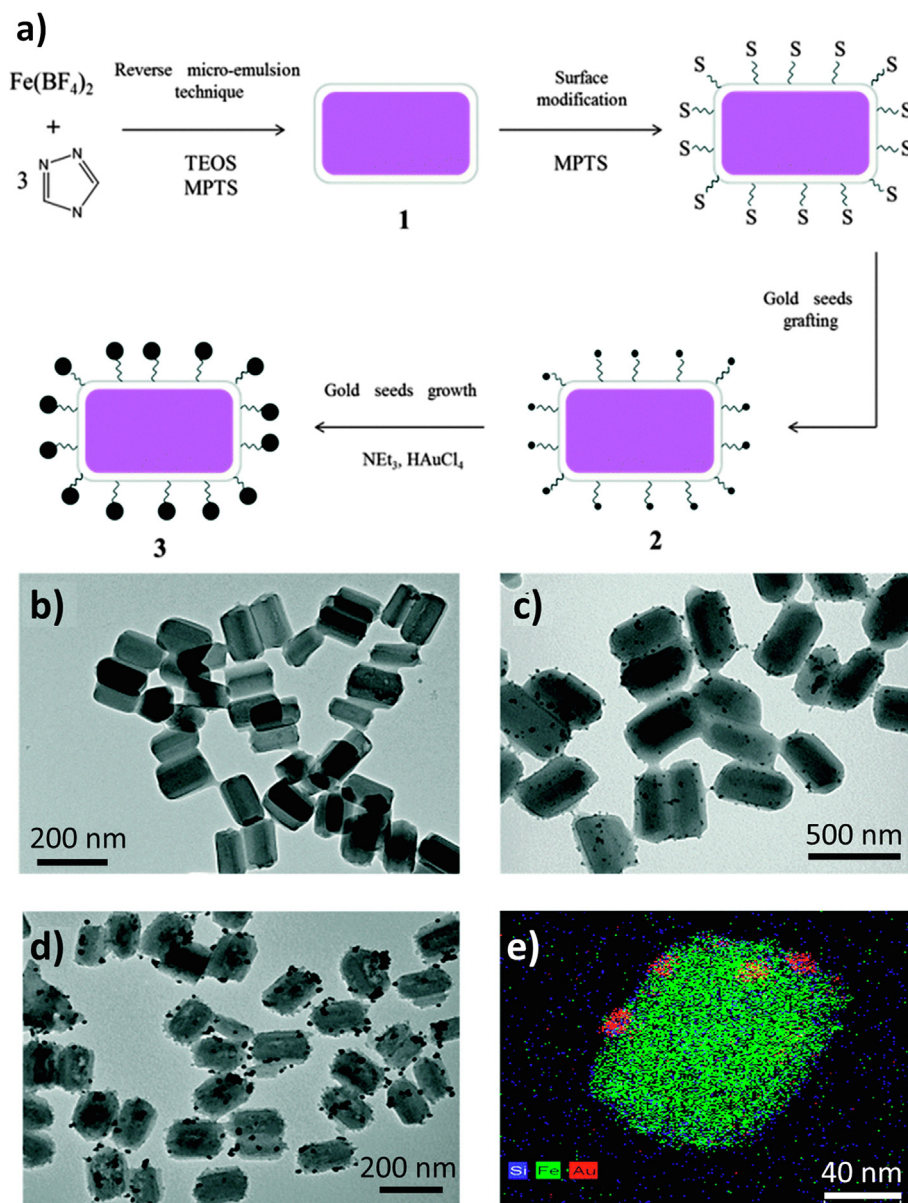 a)
Fe(BF₄)₂
+
3
N
N
N
Reverse micro-emulsion
technique
TEOS
MPTS
1
Surface
modification
MPTS
S S S S
S S
S S
S S
S S
S S S S
Gold seeds
grafting
2
Gold seeds growth
NEt₃, HAuCl₄
3
b)
200 nm
c)
500 nm
d)
200 nm
e)
Si Fe Au
40 nm